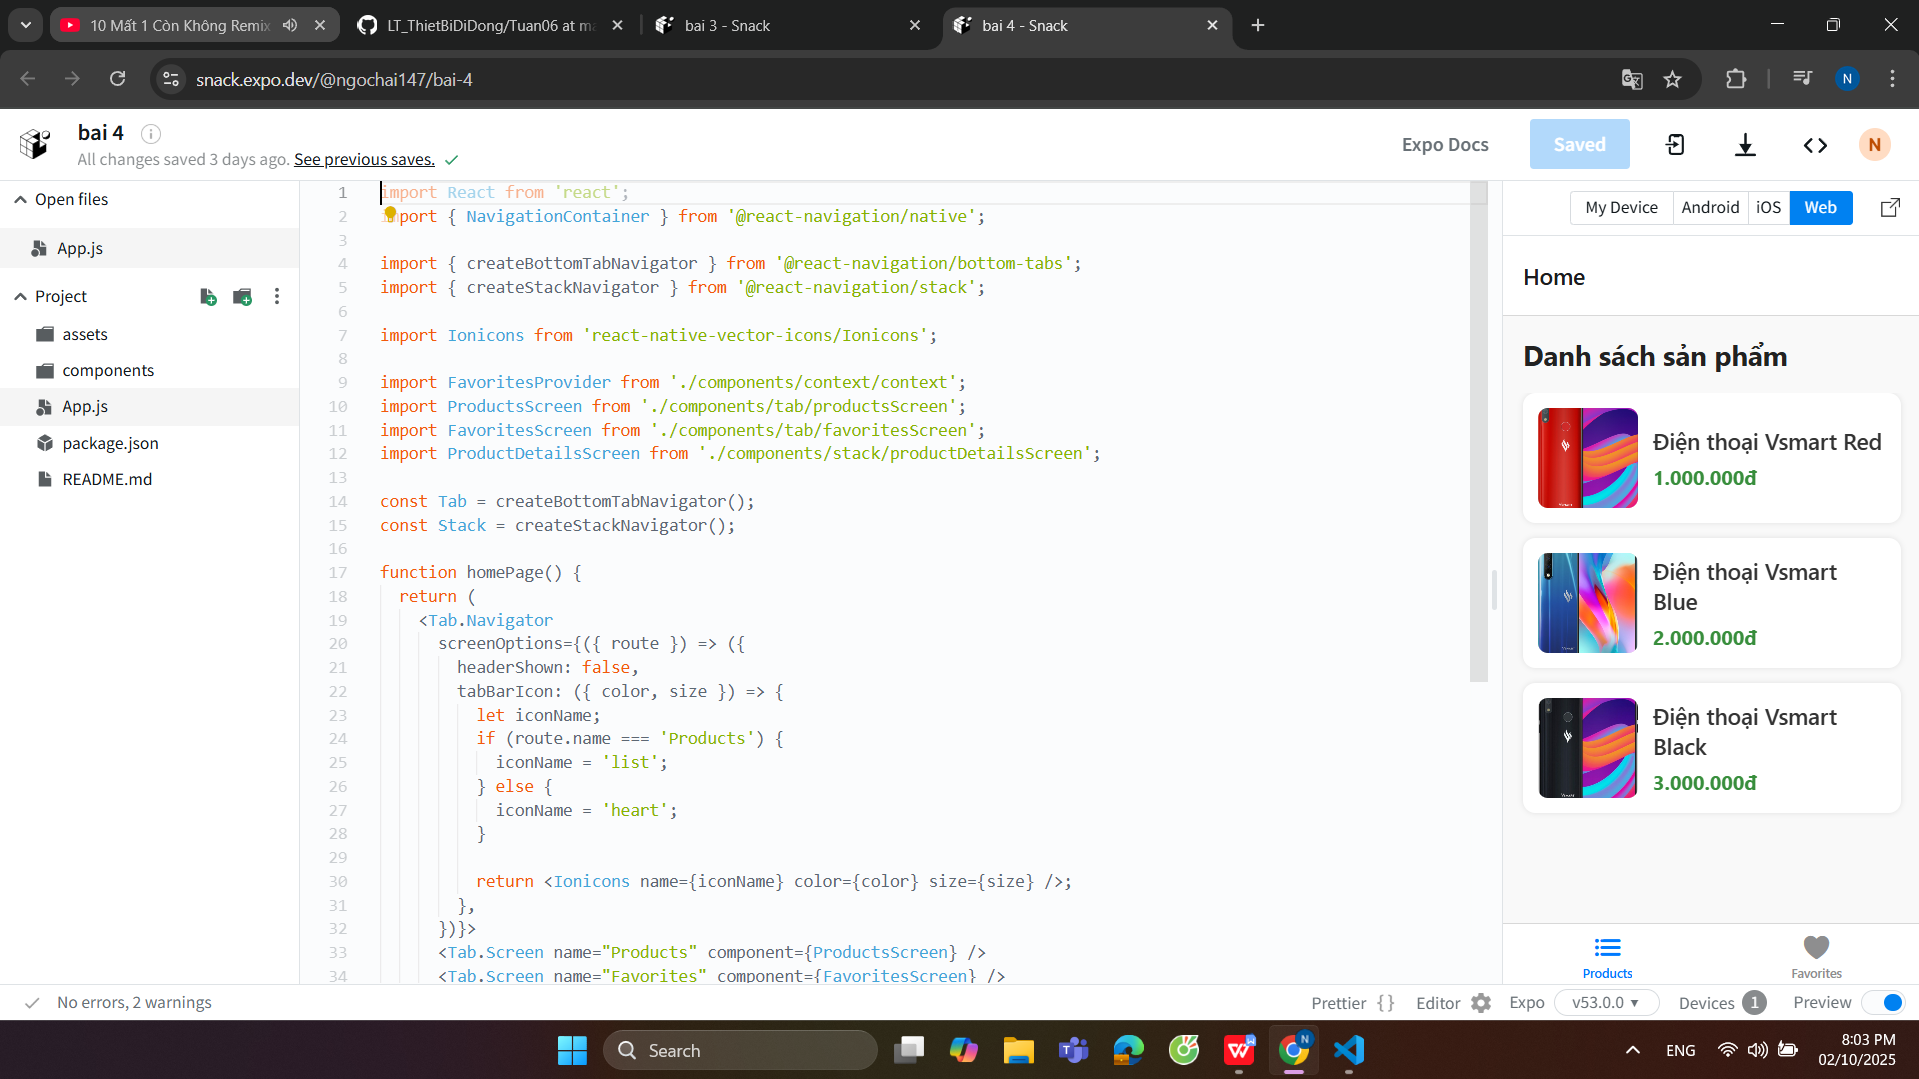 10 Mất 1 Còn Không Remix
LT_ThietBiDiDong/Tuan06 at ma
bai 3 - Snack
bai 4 - Snack
snack.expo.dev/@ngochai147/bai-4
N
bai 4
All changes saved 3 days ago. See previous saves.
Expo Docs
Saved
N
Open files
App.js
Project
assets
components
App.js
package.json
README.md
1 import React from 'react';
2 import { NavigationContainer } from '@react-navigation/native';
3
4 import { createBottomTabNavigator } from '@react-navigation/bottom-tabs';
5 import { createStackNavigator } from '@react-navigation/stack';
6
7 import Ionicons from 'react-native-vector-icons/Ionicons';
8
9 import FavoritesProvider from './components/context/context';
10 import ProductsScreen from './components/tab/productsScreen';
11 import FavoritesScreen from './components/tab/favoritesScreen';
12 import ProductDetailsScreen from './components/stack/productDetailsScreen';
13
14 const Tab = createBottomTabNavigator();
15 const Stack = createStackNavigator();
16
17 function homePage() {
18 return (
19 <Tab.Navigator
20 screenOptions={({ route }) => ({
21 headerShown: false,
22 tabBarIcon: ({ color, size }) => {
23 let iconName;
24 if (route.name === 'Products') {
25 iconName = 'list';
26 } else {
27 iconName = 'heart';
28 }
29
30 return <Ionicons name={iconName} color={color} size={size} />;
31 },
32 })}>
33 <Tab.Screen name="Products" component={ProductsScreen} />
34 <Tab.Screen name="Favorites" component={FavoritesScreen} />
My Device
Android
iOS
Web
Home
Danh sách sản phẩm
Điện thoại Vsmart Red
1.000.000đ
Điện thoại Vsmart
Blue
2.000.000đ
Điện thoại Vsmart
Black
3.000.000đ
Products
Favorites
No errors, 2 warnings
Prettier { }
Editor
Expo
v53.0.0
Devices 1
Preview
Search
N
ENG
8:03 PM
02/10/2025